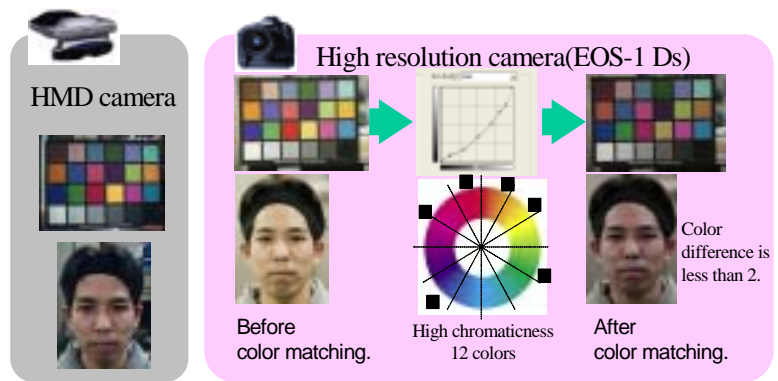 HMD camera
High resolution camera(EOS-1 Ds)
Color
difference is
less than 2.
Before
color matching.
High chromaticness
12 colors
After
color matching.